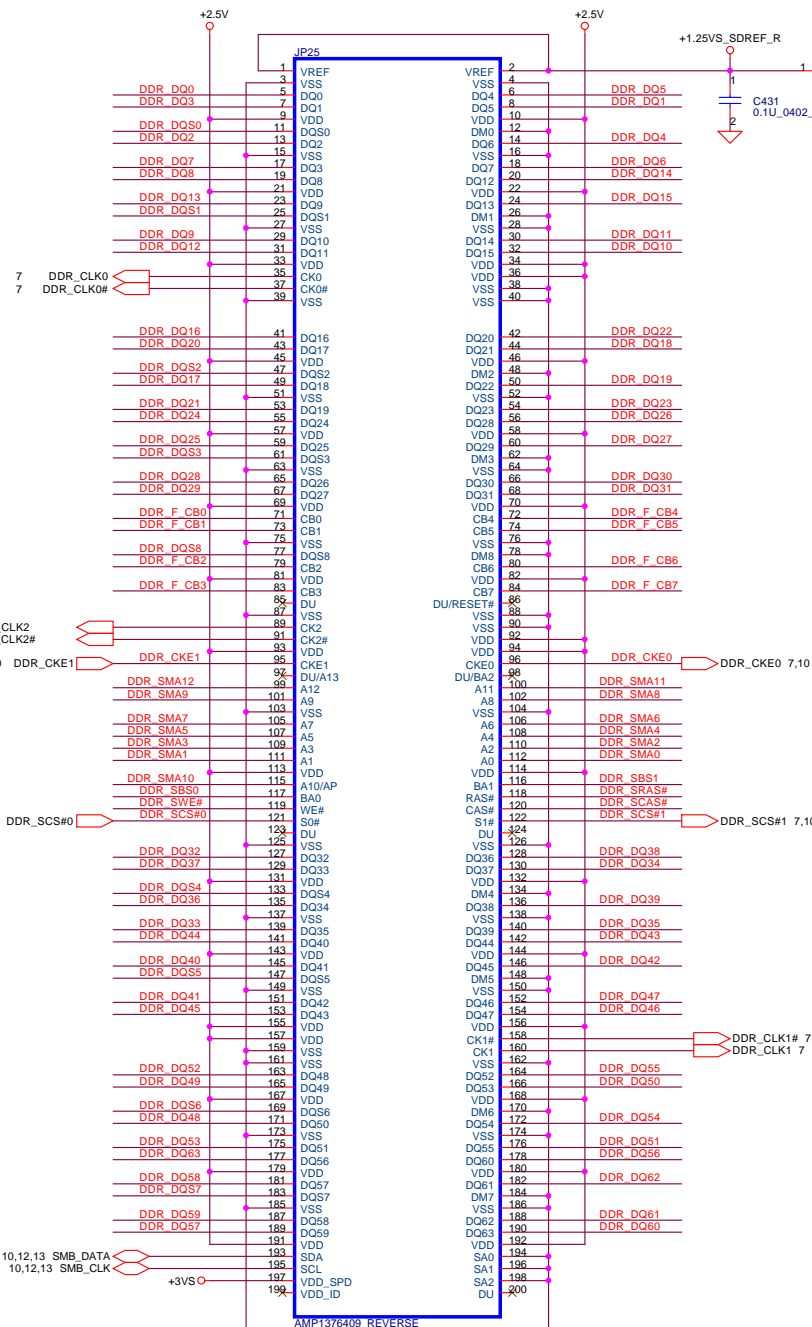 +2.5V +2.5V
+1.25VS_SDREF_R
JP25
1 VREF VREF 2 1
3 VSS VSS 4 1
DDR_DQ0 5 DQ0 DQ4 6 DDR_DQ5 C431
DDR_DQ3 7 DQ1 DQ5 8 DDR_DQ1 0.1U_0402_
9 VDD VDD 10 2
DDR_DQS0 11 DQS0 DM0 12
DDR_DQ2 13 DQ2 DQ6 14 DDR_DQ4
15 VSS VSS 16
DDR_DQ7 17 DQ3 DQ7 18 DDR_DQ6
DDR_DQ8 19 DQ8 DQ12 20 DDR_DQ14
21 VDD VDD 22
DDR_DQ13 23 DQ9 DQ13 24 DDR_DQ15
DDR_DQS1 25 DQS1 DM1 26
27 VSS VSS 28
DDR_DQ9 29 DQ10 DQ14 30 DDR_DQ11
DDR_DQ12 31 DQ11 DQ15 32 DDR_DQ10
33 VDD VDD 34
7 DDR_CLK0 35 CK0 VDD 36
7 DDR_CLK0# 37 CK0# VSS 38
39 VSS VSS 40
DDR_DQ16 41 DQ16 DQ20 42 DDR_DQ22
DDR_DQ20 43 DQ17 DQ21 44 DDR_DQ18
45 VDD VDD 46
DDR_DQS2 47 DQS2 DM2 48
DDR_DQ17 49 DQ18 DQ22 50 DDR_DQ19
51 VSS VSS 52
DDR_DQ21 53 DQ19 DQ23 54 DDR_DQ23
DDR_DQ24 55 DQ24 DQ28 56 DDR_DQ26
57 VDD VDD 58
DDR_DQ25 59 DQ25 DQ29 60 DDR_DQ27
DDR_DQS3 61 DQS3 DM3 62
63 VSS VSS 64
DDR_DQ28 65 DQ26 DQ30 66 DDR_DQ30
DDR_DQ29 67 DQ27 DQ31 68 DDR_DQ31
69 VDD VDD 70
DDR_F_CB0 71 CB0 CB4 72 DDR_F_CB4
DDR_F_CB1 73 CB1 CB5 74 DDR_F_CB5
75 VSS VSS 76
DDR_DQS8 77 DQS8 DM8 78
DDR_F_CB2 79 CB2 CB6 80 DDR_F_CB6
81 VDD VDD 82
DDR_F_CB3 83 CB3 CB7 84 DDR_F_CB7
85 DU DU/RESET# 86
87 VSS VSS 88
_CLK2 89 CK2 VSS 90
_CLK2# 91 CK2# VDD 92
93 VDD VDD 94
DDR_CKE1 DDR_CKE1 95 CKE1 CKE0 96 DDR_CKE0 DDR_CKE0 7,10
97 DU/A13 DU/BA2 98
DDR_SMA12 99 A12 A11 100 DDR_SMA11
DDR_SMA9 101 A9 A8 102 DDR_SMA8
103 VSS VSS 104
DDR_SMA7 105 A7 A6 106 DDR_SMA6
DDR_SMA5 107 A5 A4 108 DDR_SMA4
DDR_SMA3 109 A3 A2 110 DDR_SMA2
DDR_SMA1 111 A1 A0 112 DDR_SMA0
113 VDD VDD 114
DDR_SMA10 115 A10/AP BA1 116 DDR_SBS1
DDR_SBS0 117 BA0 RAS# 118 DDR_SRAS#
DDR_SWE# 119 WE# CAS# 120 DDR_SCAS#
DDR_SCS#0 DDR_SCS#0 121 S0# S1# 122 DDR_SCS#1 DDR_SCS#1 7,10
123 DU DU 124
125 VSS VSS 126
DDR_DQ32 127 DQ32 DQ36 128 DDR_DQ38
DDR_DQ37 129 DQ33 DQ37 130 DDR_DQ34
131 VDD VDD 132
DDR_DQS4 133 DQS4 DM4 134
DDR_DQ36 135 DQ34 DQ38 136 DDR_DQ39
137 VSS VSS 138
DDR_DQ33 139 DQ35 DQ39 140 DDR_DQ35
DDR_DQ44 141 DQ40 DQ44 142 DDR_DQ43
143 VDD VDD 144
DDR_DQ40 145 DQ41 DQ45 146 DDR_DQ42
DDR_DQS5 147 DQS5 DM5 148
149 VSS VSS 150
DDR_DQ41 151 DQ42 DQ46 152 DDR_DQ47
DDR_DQ45 153 DQ43 DQ47 154 DDR_DQ46
155 VDD VDD 156
157 VDD CK1# 158 DDR_CLK1# 7
159 VSS CK1 160 DDR_CLK1 7
161 VSS VSS 162
DDR_DQ52 163 DQ48 DQ52 164 DDR_DQ55
DDR_DQ49 165 DQ49 DQ53 166 DDR_DQ50
167 VDD VDD 168
DDR_DQS6 169 DQS6 DM6 170
DDR_DQ48 171 DQ50 DQ54 172 DDR_DQ54
173 VSS VSS 174
DDR_DQ53 175 DQ51 DQ55 176 DDR_DQ51
DDR_DQ63 177 DQ56 DQ60 178 DDR_DQ56
179 VDD VDD 180
DDR_DQ58 181 DQ57 DQ61 182 DDR_DQ62
DDR_DQS7 183 DQS7 DM7 184
185 VSS VSS 186
DDR_DQ59 187 DQ58 DQ62 188 DDR_DQ61
DDR_DQ57 189 DQ59 DQ63 190 DDR_DQ60
191 VDD VDD 192
10,12,13 SMB_DATA 193 SDA SA0 194
10,12,13 SMB_CLK 195 SCL SA1 196
+3VS 197 VDD_SPD SA2 198
199 VDD_ID DU 200
AMP1376409_REVERSE